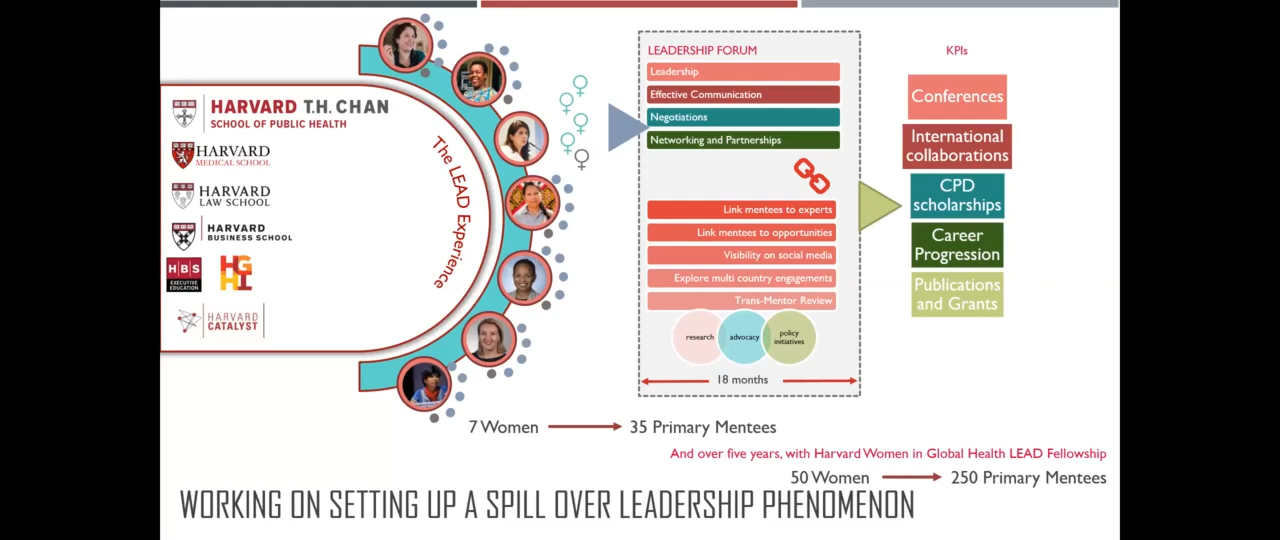 HARVARD T.H. CHAN
SCHOOL OF PUBLIC HEALTH
HARVARD
MEDICAL SCHOOL
HARVARD
LAW SCHOOL
HARVARD
BUSINESS SCHOOL
HBS
EXECUTIVE
EDUCATION
HG
HI
HARVARD
CATALYST
The LEAD Experience
LEADERSHIP FORUM
Leadership
Effective Communication
Negotiations
Networking and Partnerships
Link mentees to experts
Link mentees to opportunities
Visibility on social media
Explore multi country engagements
Trans-Mentor Review
research
advocacy
policy
initiatives
18 months
KPIs
Conferences
International
collaborations
CPD
scholarships
Career
Progression
Publications
and Grants
7 Women
35 Primary Mentees
And over five years, with Harvard Women in Global Health LEAD Fellowship
50 Women
250 Primary Mentees
WORKING ON SETTING UP A SPILL OVER LEADERSHIP PHENOMENON